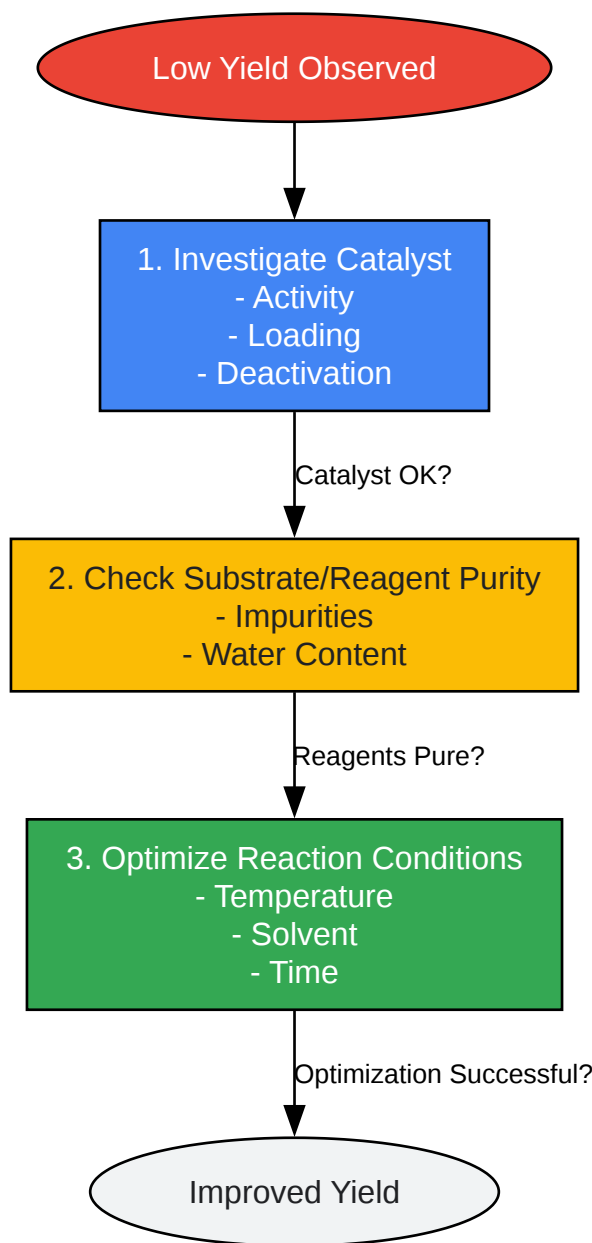 Low Yield Observed
1. Investigate Catalyst
- Activity
- Loading
- Deactivation
Catalyst OK?
2. Check Substrate/Reagent Purity
- Impurities
- Water Content
Reagents Pure?
3. Optimize Reaction Conditions
- Temperature
- Solvent
- Time
Optimization Successful?
Improved Yield